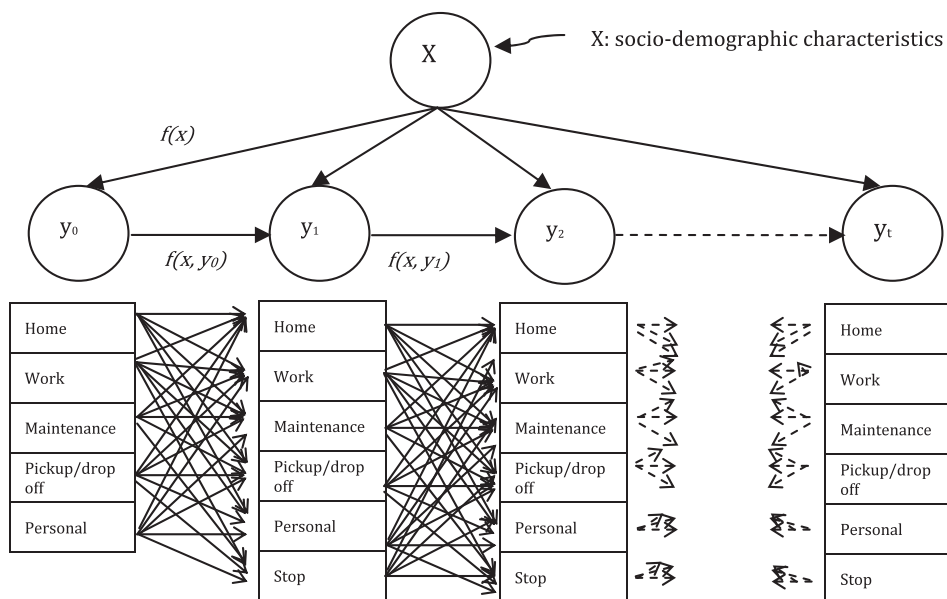 X
X: socio-demographic characteristics
f(x)
y₀
y₁
y₂
yₜ
f(x, y₀)
f(x, y₁)
Home
Work
Maintenance
Pickup/drop
off
Personal
Home
Work
Maintenance
Pickup/drop
off
Personal
Stop
Home
Work
Maintenance
Pickup/drop
off
Personal
Stop
Home
Work
Maintenance
Pickup/drop
off
Personal
Stop